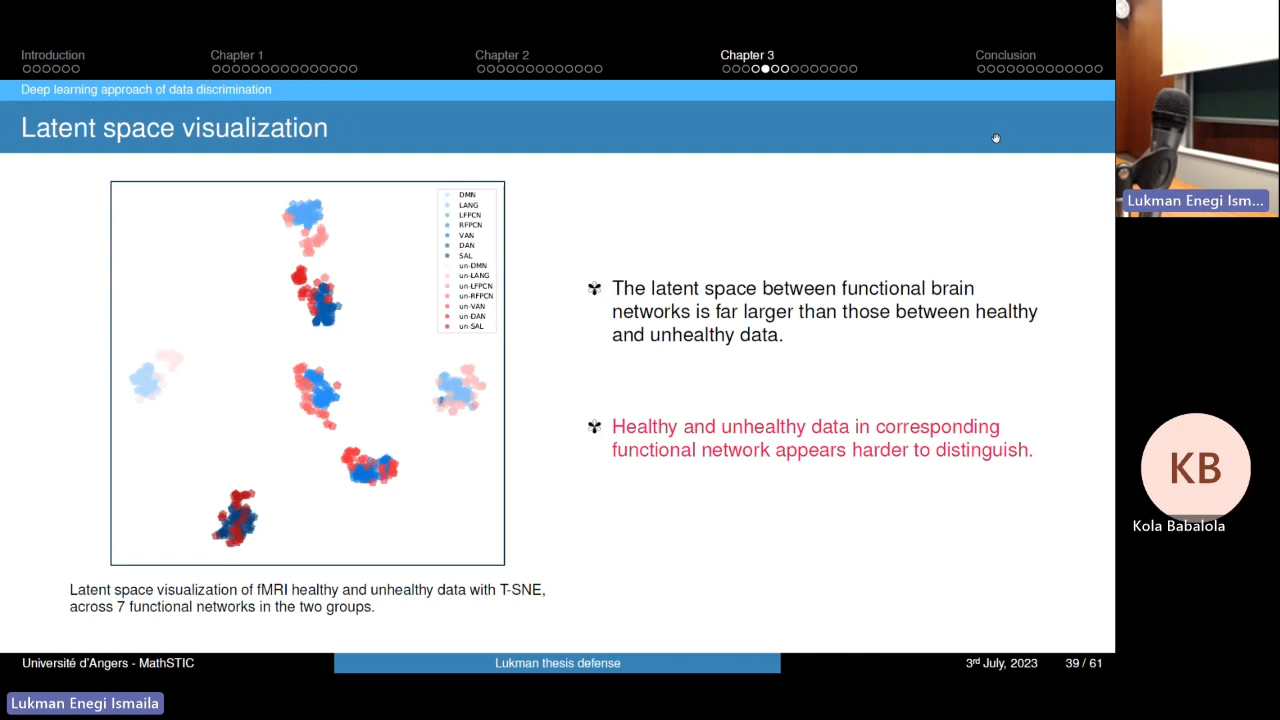 Introduction
Chapter 1
Chapter 2
Chapter 3
Conclusion
Deep learning approach of data discrimination
Latent space visualization
DMN
LANG
LFPCN
RFPCN
VAN
DAN
SAL
un-DMN
un-LANG
un-LFPCN
un-RFPCN
un-VAN
un-DAN
un-SAL
The latent space between functional brain
networks is far larger than those between healthy
and unhealthy data.
Healthy and unhealthy data in corresponding
functional network appears harder to distinguish.
Latent space visualization of fMRI healthy and unhealthy data with T-SNE,
across 7 functional networks in the two groups.
Université d'Angers - MathSTIC
Lukman thesis defense
3rd July, 2023
39 / 61
Lukman Enegi Ismaila
Lukman Enegi Ism...
KB
Kola Babalola